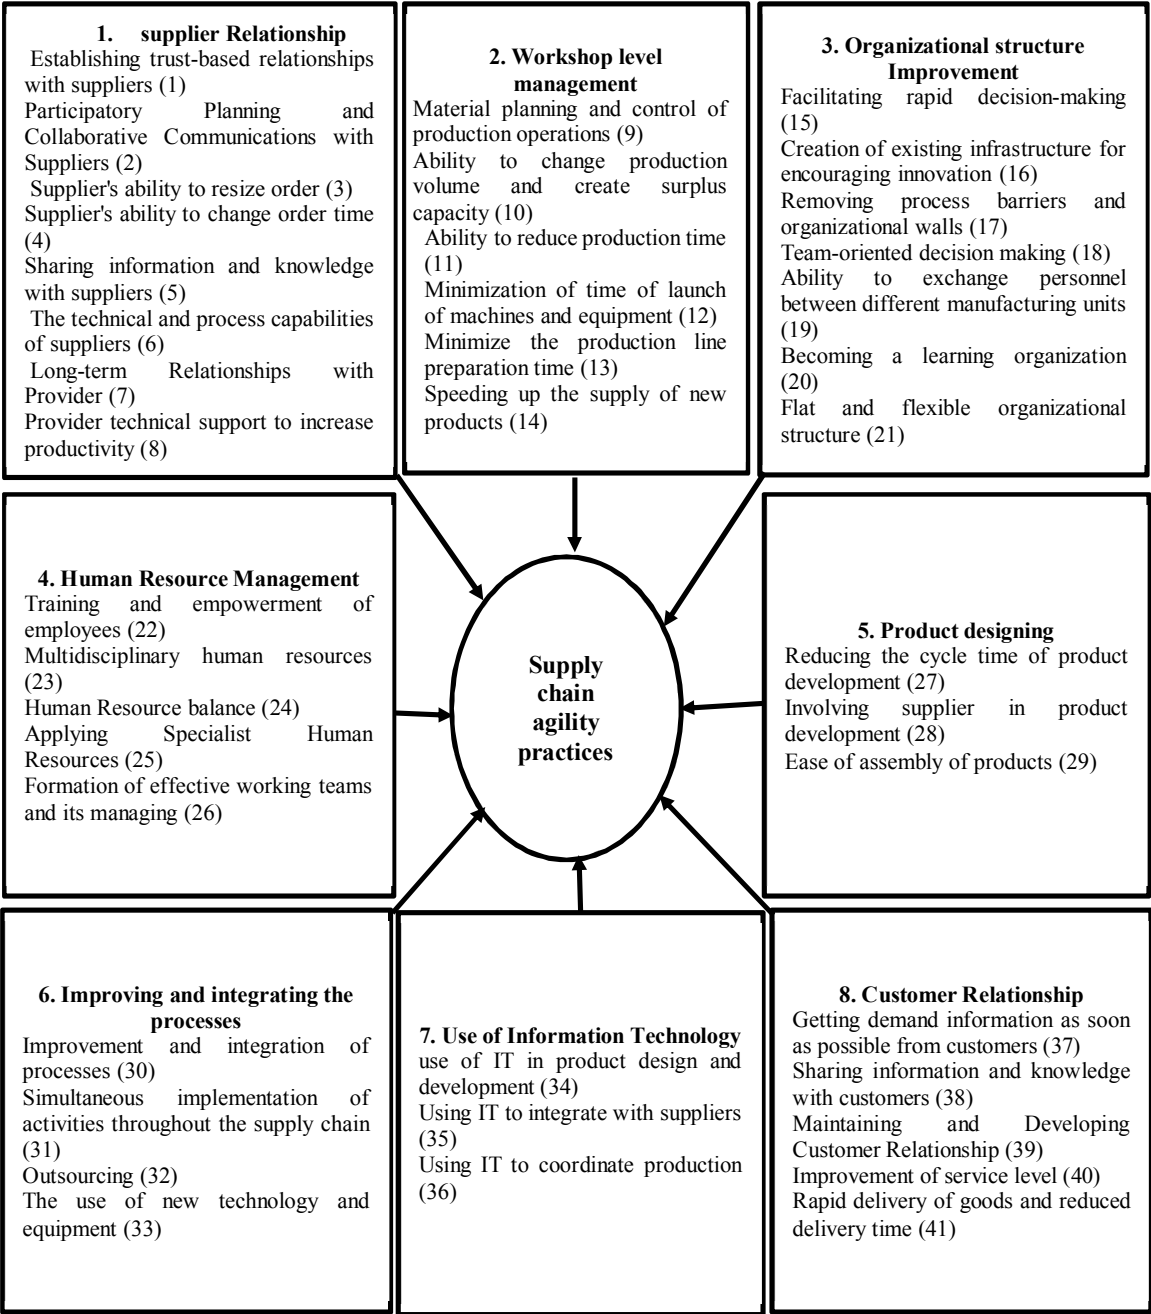 1. supplier Relationship
Establishing trust-based relationships
with suppliers (1)
Participatory Planning and
Collaborative Communications with
Suppliers (2)
Supplier's ability to resize order (3)
Supplier's ability to change order time
(4)
Sharing information and knowledge
with suppliers (5)
The technical and process capabilities
of suppliers (6)
Long-term Relationships with
Provider (7)
Provider technical support to increase
productivity (8)
2. Workshop level
management
Material planning and control of
production operations (9)
Ability to change production
volume and create surplus
capacity (10)
Ability to reduce production time
(11)
Minimization of time of launch
of machines and equipment (12)
Minimize the production line
preparation time (13)
Speeding up the supply of new
products (14)
3. Organizational structure
Improvement
Facilitating rapid decision-making
(15)
Creation of existing infrastructure for
encouraging innovation (16)
Removing process barriers and
organizational walls (17)
Team-oriented decision making (18)
Ability to exchange personnel
between different manufacturing units
(19)
Becoming a learning organization
(20)
Flat and flexible organizational
structure (21)
4. Human Resource Management
Training and empowerment of
employees (22)
Multidisciplinary human resources
(23)
Human Resource balance (24)
Applying Specialist Human
Resources (25)
Formation of effective working teams
and its managing (26)
Supply
chain
agility
practices
5. Product designing
Reducing the cycle time of product
development (27)
Involving supplier in product
development (28)
Ease of assembly of products (29)
6. Improving and integrating the
processes
Improvement and integration of
processes (30)
Simultaneous implementation of
activities throughout the supply chain
(31)
Outsourcing (32)
The use of new technology and
equipment (33)
7. Use of Information Technology
use of IT in product design and
development (34)
Using IT to integrate with suppliers
(35)
Using IT to coordinate production
(36)
8. Customer Relationship
Getting demand information as soon
as possible from customers (37)
Sharing information and knowledge
with customers (38)
Maintaining and Developing
Customer Relationship (39)
Improvement of service level (40)
Rapid delivery of goods and reduced
delivery time (41)